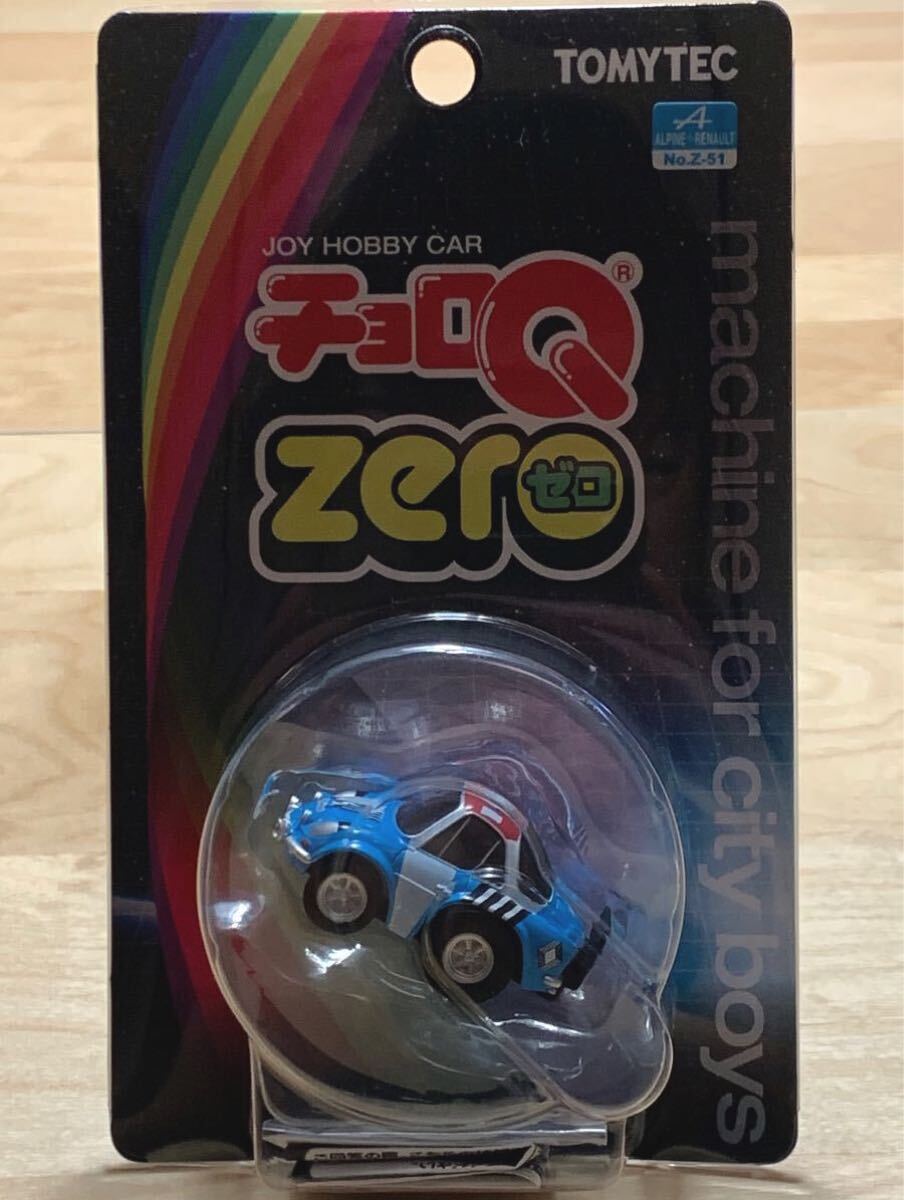 TOMYTEC
A
ALPINE RENAULT
No.Z-51
JOY HOBBY CAR
チョロQ®
zero
ゼロ
machine for city boys